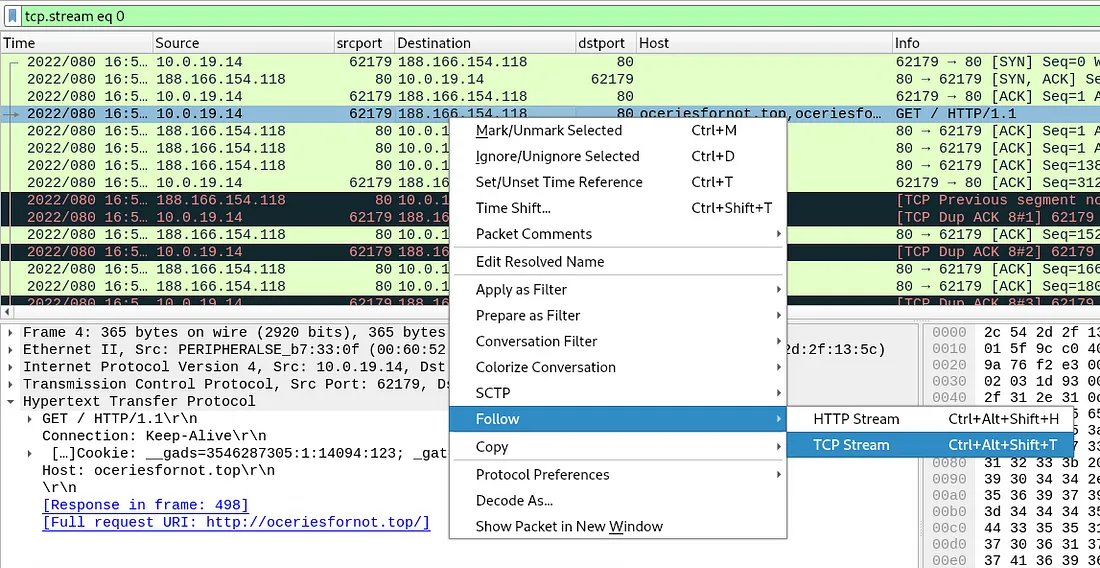 tcp.stream eq 0
Time Source srcport Destination dstport Host Info
2022/080 16:5… 10.0.19.14 62179 188.166.154.118 80 62179 → 80 [SYN] Seq=0 W
2022/080 16:5… 188.166.154.118 80 10.0.19.14 62179 80 → 62179 [SYN, ACK] Se
2022/080 16:5… 10.0.19.14 62179 188.166.154.118 80 62179 → 80 [ACK] Seq=1 A
2022/080 16:5… 10.0.19.14 62179 188.166.154.118 80 oceriesfornot.top,oceriesfo… GET / HTTP/1.1
2022/080 16:5… 188.166.154.118 80 10.0.1 80 → 62179 [ACK] Seq=1 A
2022/080 16:5… 188.166.154.118 80 10.0.1 80 → 62179 [ACK] Seq=1 A
2022/080 16:5… 188.166.154.118 80 10.0.1 80 → 62179 [ACK] Seq=138
2022/080 16:5… 10.0.19.14 62179 188.16 62179 → 80 [ACK] Seq=312
2022/080 16:5… 188.166.154.118 80 10.0.1 [TCP Previous segment no
2022/080 16:5… 10.0.19.14 62179 188.16 [TCP Dup ACK 8#1] 62179
2022/080 16:5… 188.166.154.118 80 10.0.1 80 → 62179 [ACK] Seq=152
2022/080 16:5… 10.0.19.14 62179 188.16 [TCP Dup ACK 8#2] 62179
2022/080 16:5… 188.166.154.118 80 10.0.1 80 → 62179 [ACK] Seq=166
2022/080 16:5… 188.166.154.118 80 10.0.1 80 → 62179 [ACK] Seq=180
2022/080 16:5… 10.0.19.14 62179 188.16 [TCP Dup ACK 8#3] 62179
Mark/Unmark Selected Ctrl+M
Ignore/Unignore Selected Ctrl+D
Set/Unset Time Reference Ctrl+T
Time Shift... Ctrl+Shift+T
Packet Comments
Edit Resolved Name
Apply as Filter
Prepare as Filter
Conversation Filter
Colorize Conversation
SCTP
Follow
Copy
Protocol Preferences
Decode As...
Show Packet in New Window
HTTP Stream Ctrl+Alt+Shift+H
TCP Stream Ctrl+Alt+Shift+T
Frame 4: 365 bytes on wire (2920 bits), 365 bytes
Ethernet II, Src: PERIPHERALSE_b7:33:0f (00:60:52 2d:2f:13:5c)
Internet Protocol Version 4, Src: 10.0.19.14, Dst
Transmission Control Protocol, Src Port: 62179, Ds
Hypertext Transfer Protocol
GET / HTTP/1.1\r\n
Connection: Keep-Alive\r\n
[…]Cookie: __gads=3546287305:1:14094:123; _gat
Host: oceriesfornot.top\r\n
\r\n
[Response in frame: 498]
[Full request URI: http://oceriesfornot.top/]
0000 2c 54 2d 2f 13
0010 01 5f 9c c0 40
0020 9a 76 f2 e3 00
0030 02 03 1d 93 00
0040 2f 31 2e 31 0d
0080 31 32 33 3b 20
0090 39 30 34 34 2e
00a0 35 36 39 37 39
00b0 3d 34 34 34 35
00c0 44 33 35 35 31
00d0 37 30 36 31 37
00e0 37 41 36 39 36